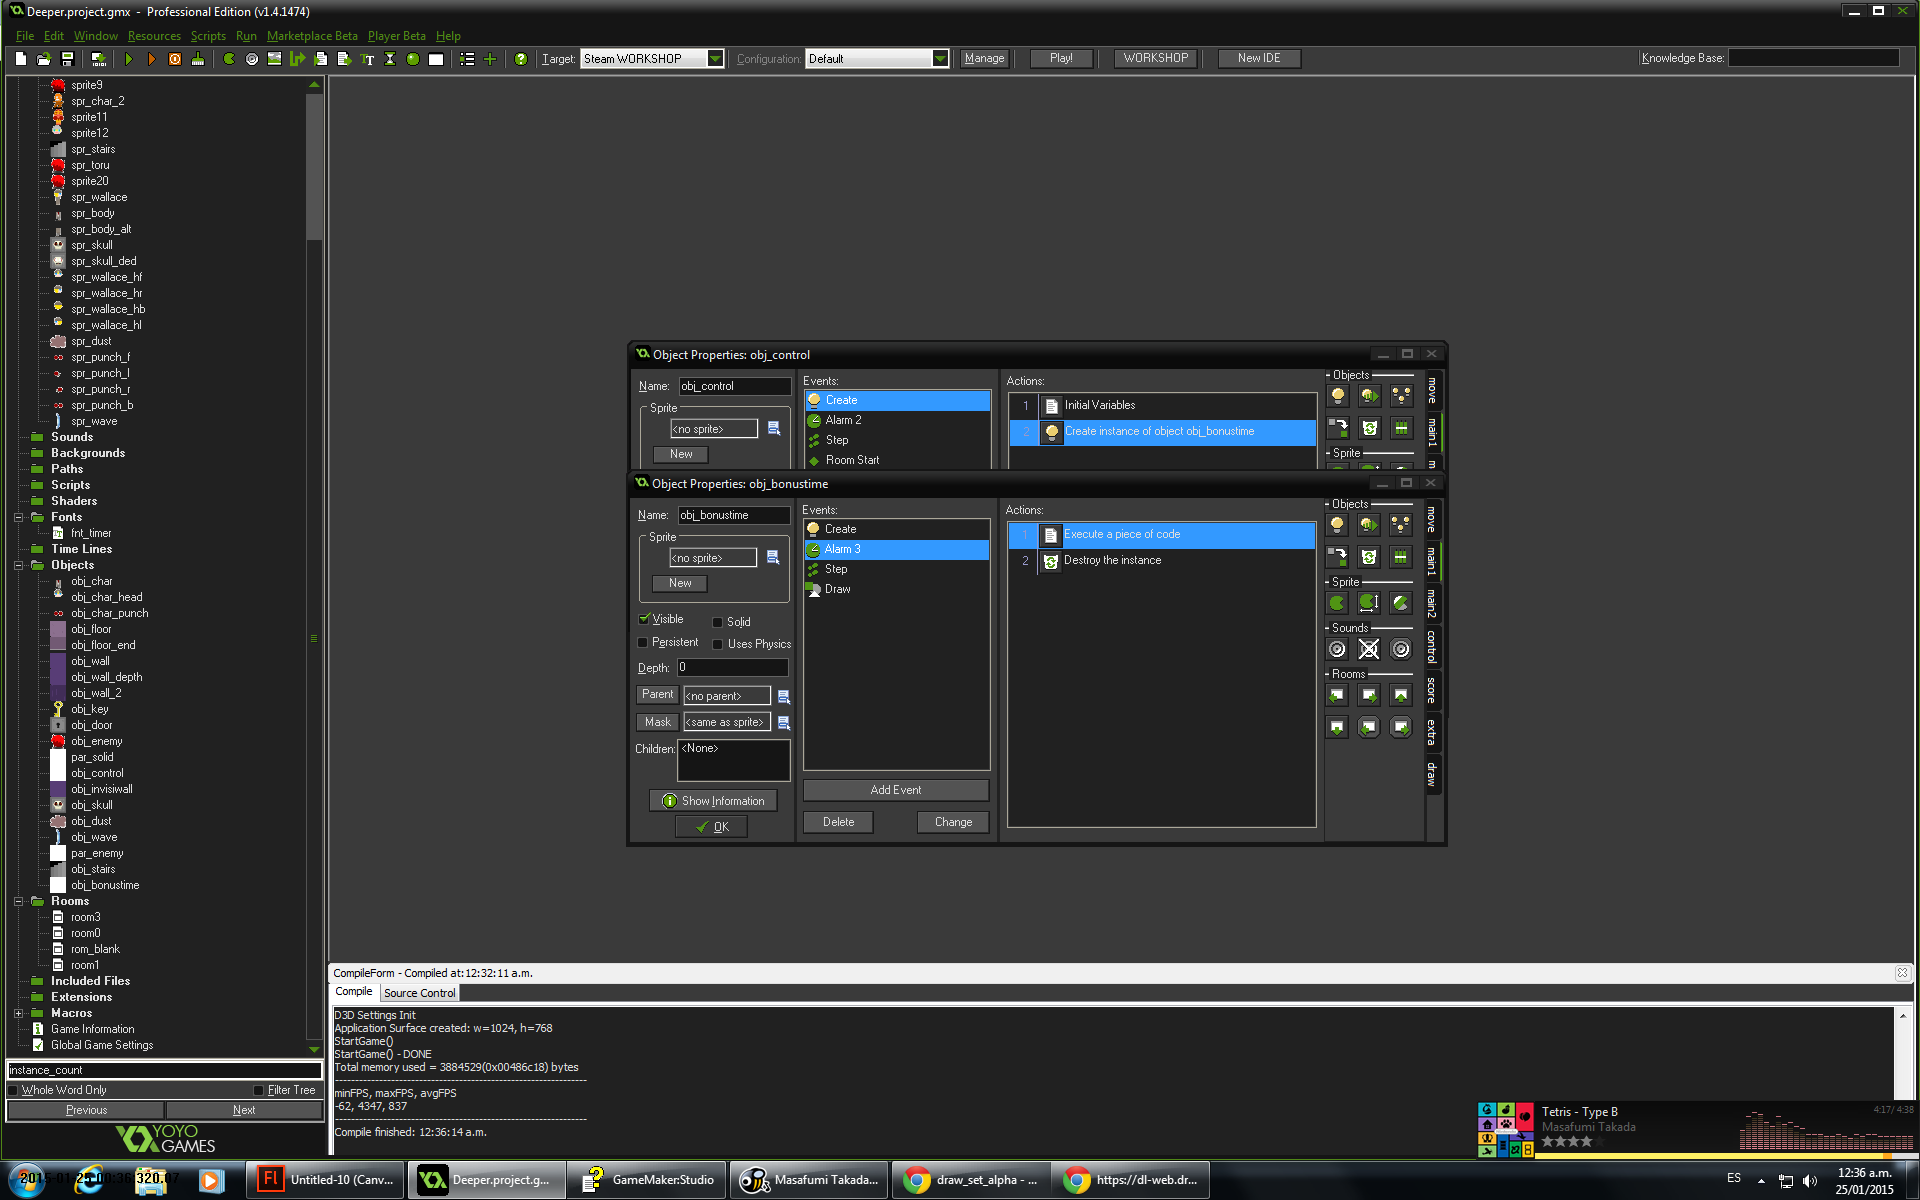 Deeper.project.gmx - Professional Edition (v1.4.1474)
File Edit Window Resources Scripts Run Marketplace Beta Player Beta Help
Target: Steam WORKSHOP Configuration: Default Manage Play! WORKSHOP New IDE Knowledge Base:
sprite9
spr_char_2
sprite11
sprite12
spr_stairs
spr_toru
sprite20
spr_wallace
spr_body
spr_body_alt
spr_skull
spr_skull_ded
spr_wallace_hf
spr_wallace_hr
spr_wallace_hb
spr_wallace_hl
spr_dust
spr_punch_f
spr_punch_l
spr_punch_r
spr_punch_b
spr_wave
Sounds
Backgrounds
Paths
Scripts
Shaders
Fonts
fnt_timer
Time Lines
Objects
obj_char
obj_char_head
obj_char_punch
obj_floor
obj_floor_end
obj_wall
obj_wall_depth
obj_wall_2
obj_key
obj_door
obj_enemy
par_solid
obj_control
obj_invisiwall
obj_skull
obj_dust
obj_wave
par_enemy
obj_stairs
obj_bonustime
Rooms
room3
room0
rom_blank
room1
Included Files
Extensions
Macros
Game Information
Global Game Settings
instance_count
Whole Word Only Filter Tree
Previous Next
YOYO
GAMES
Object Properties: obj_control
Name: obj_control
Sprite
<no sprite>
New
Events:
Create
Alarm 2
Step
Room Start
Actions:
1 Initial Variables
2 Create instance of object obj_bonustime
Objects
Sprite
move
main1
Object Properties: obj_bonustime
Name: obj_bonustime
Sprite
<no sprite>
New
Visible Solid
Persistent Uses Physics
Depth: 0
Parent <no parent>
Mask <same as sprite>
Children: <None>
Show Information
OK
Events:
Create
Alarm 3
Step
Draw
Add Event
Delete Change
Actions:
1 Execute a piece of code
2 Destroy the instance
Objects
Sprite
Sounds
Rooms
move
main1
main2
control
score
extra
draw
CompileForm - Compiled at:12:32:11 a.m.
Compile Source Control
D3D Settings Init
Application Surface created: w=1024, h=768
StartGame()
StartGame() - DONE
Total memory used = 3884529(0x00486c18) bytes
minFPS, maxFPS, avgFPS
-62, 4347, 837
Compile finished: 12:36:14 a.m.
Tetris - Type B 4:17/ 4:38
Masafumi Takada
Untitled-10 (Canv...
Deeper.project.g...
GameMaker:Studio
Masafumi Takada...
draw_set_alpha - ...
https://dl-web.dr...
ES
12:36 a.m.
25/01/2015